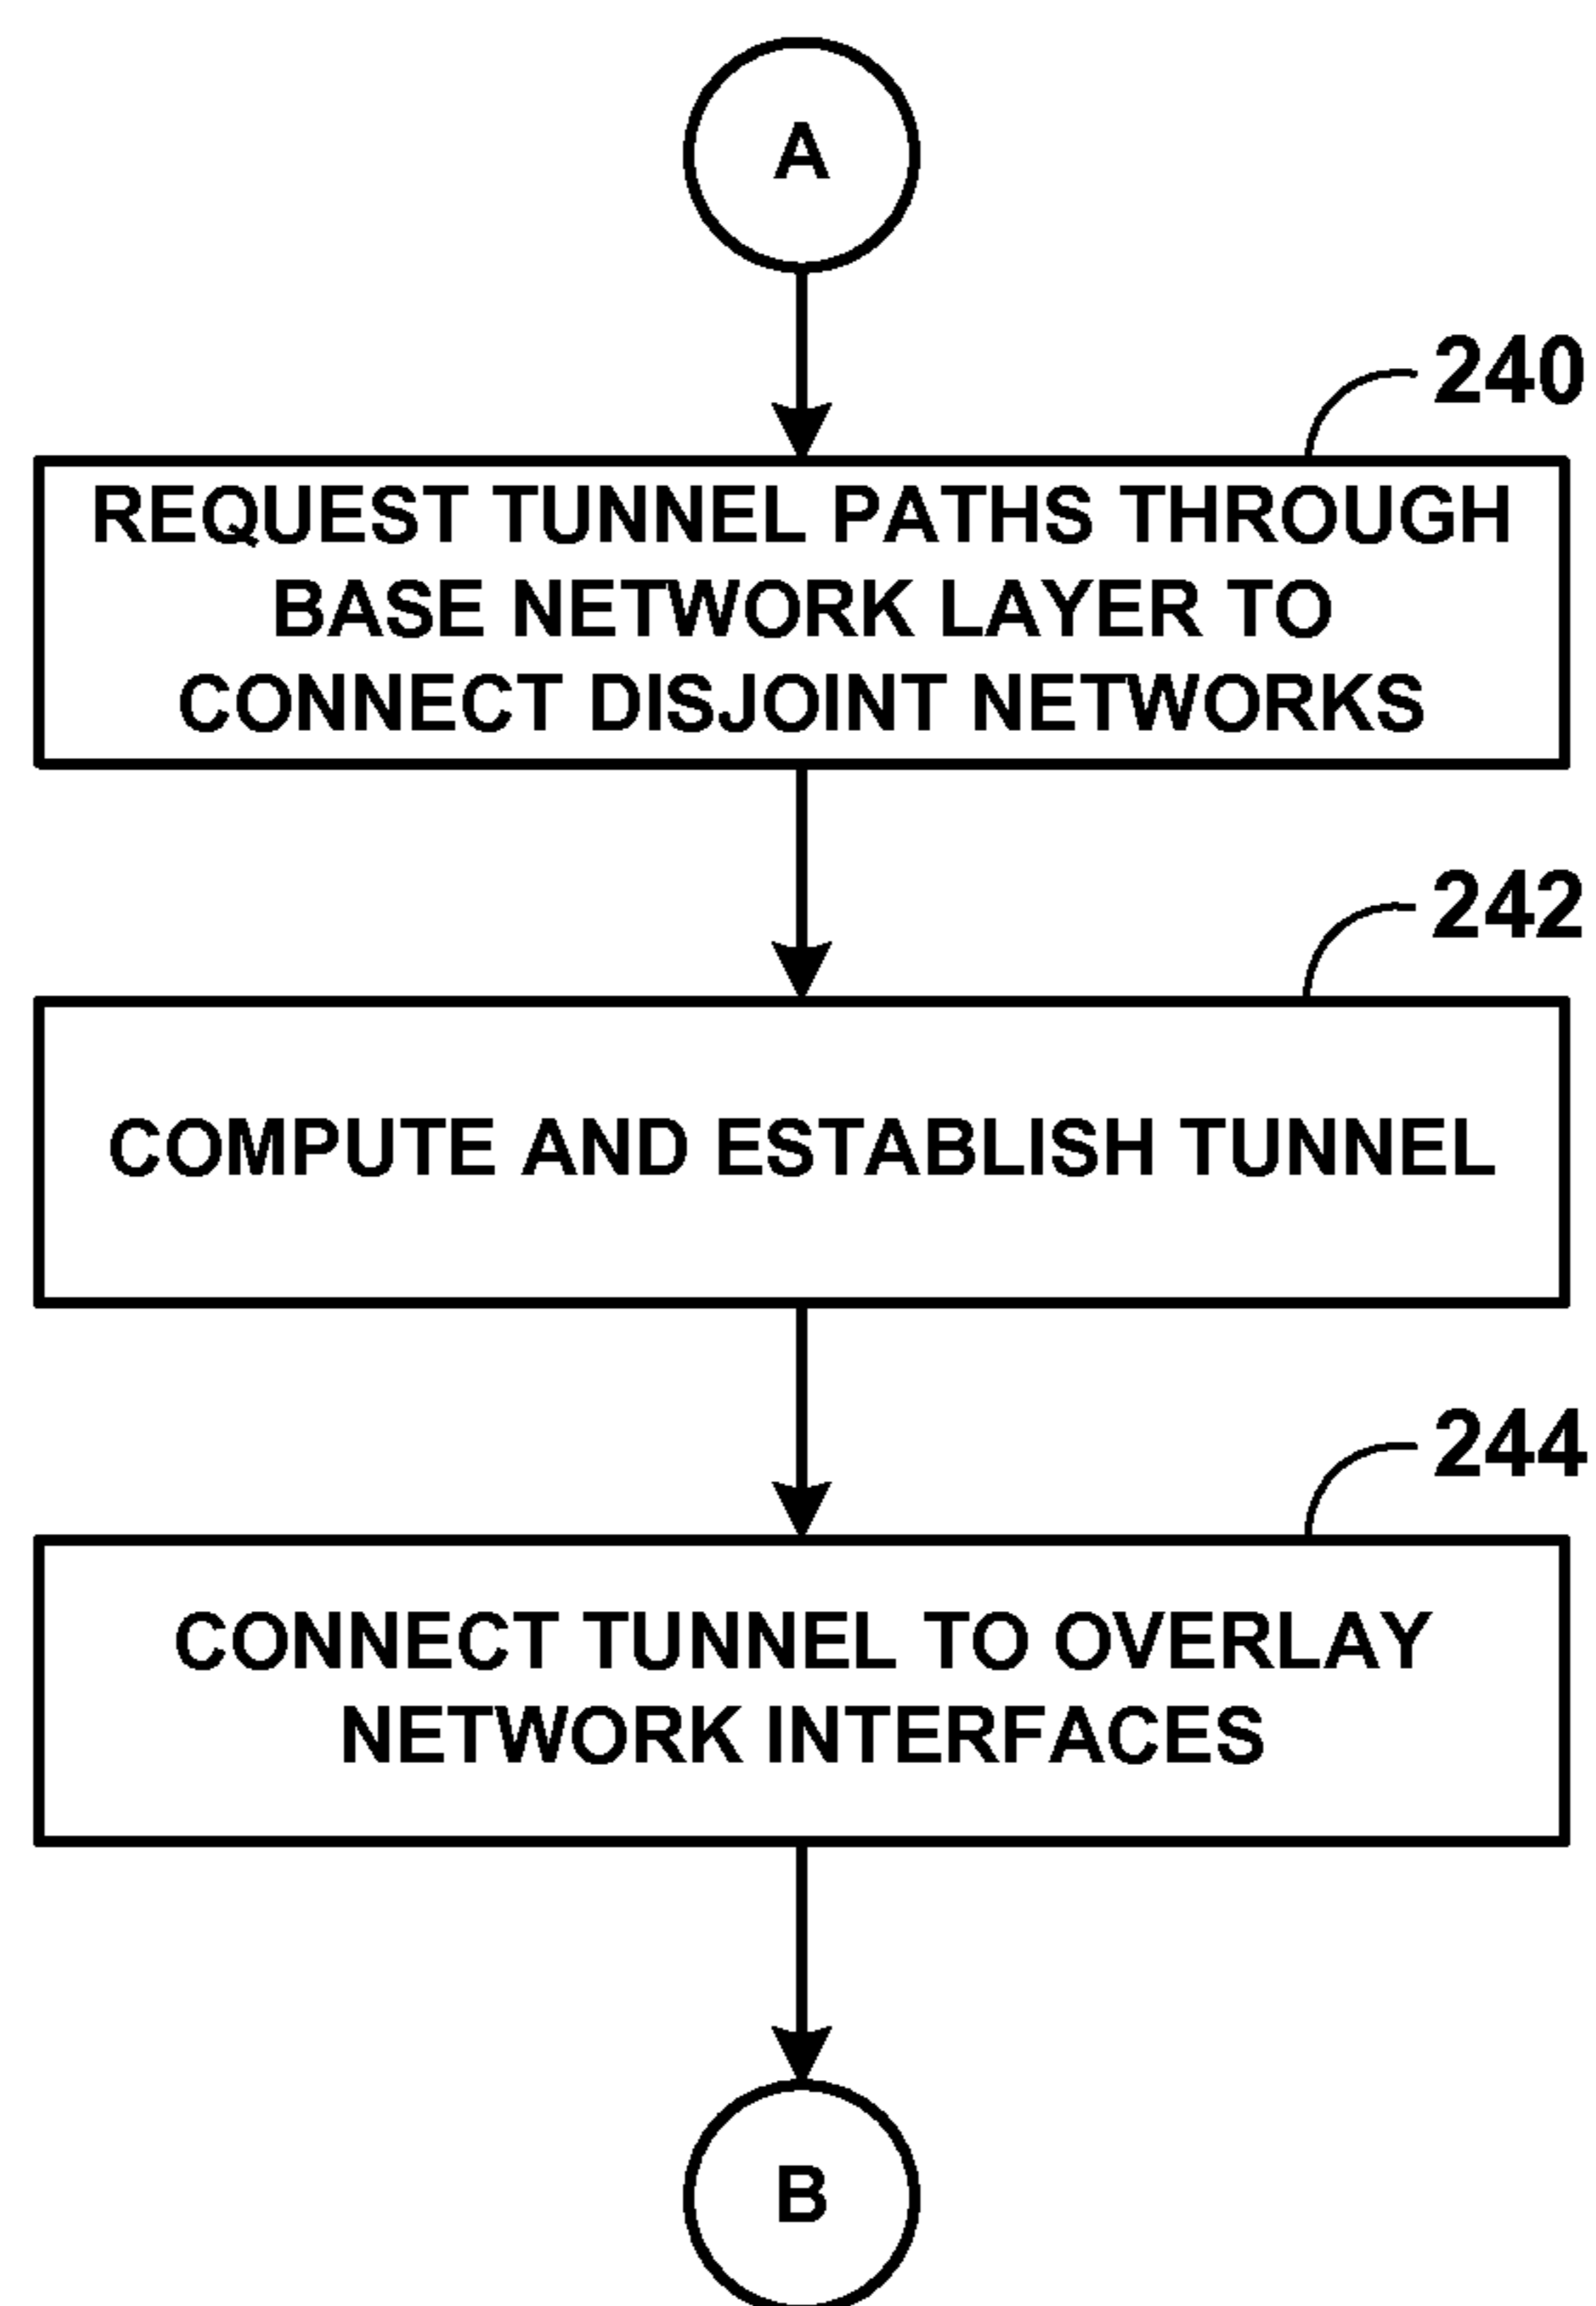 A
240
REQUEST TUNNEL PATHS THROUGH
BASE NETWORK LAYER TO
CONNECT DISJOINT NETWORKS
242
COMPUTE AND ESTABLISH TUNNEL
244
CONNECT TUNNEL TO OVERLAY
NETWORK INTERFACES
B